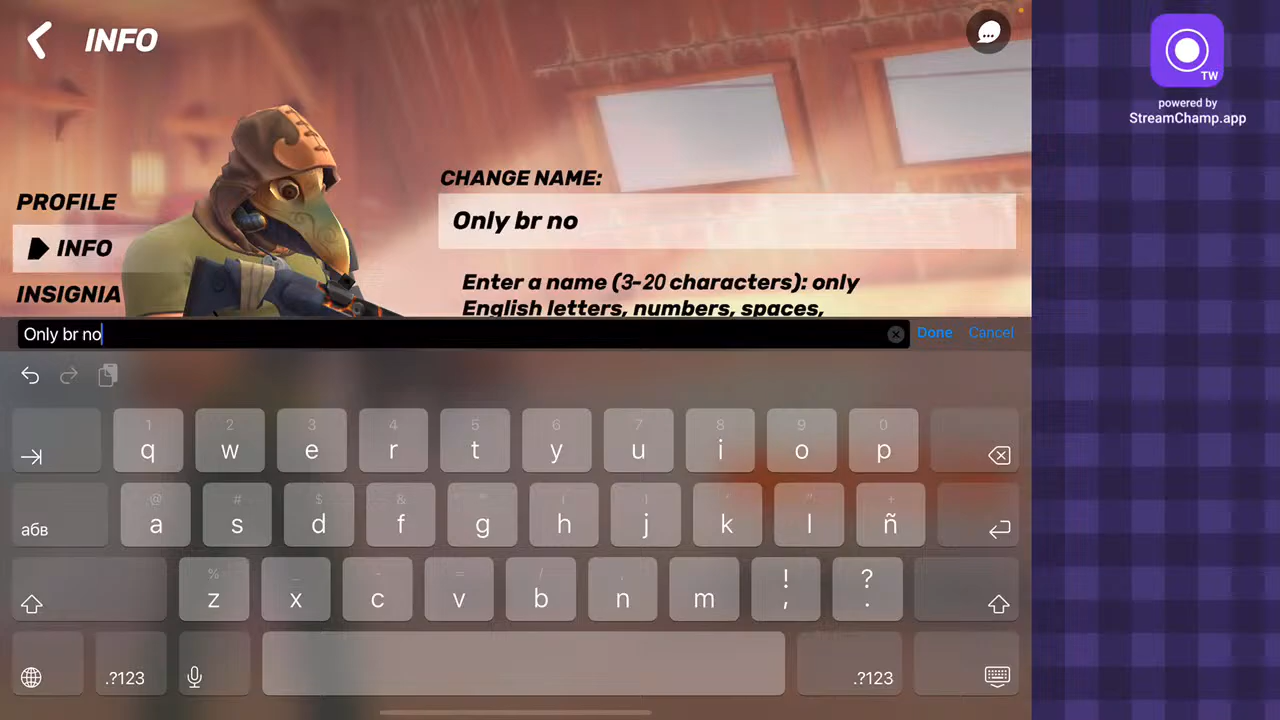 INFO
TW
powered by
StreamChamp.app
CHANGE NAME:
PROFILE
Only br no
INFO
Enter a name (3-20 characters): only
INSIGNIA
English letters, numbers, spaces,
Only br no
Done
Cancel
1 2 3 4 5 6 7 8 9 0
q w e r t y u i o p
@ # $ & * ( ) ' " +
абв a s d f g h j k l ñ
% _ - = / , ! ?
z x c v b n m , .
.?123
.?123